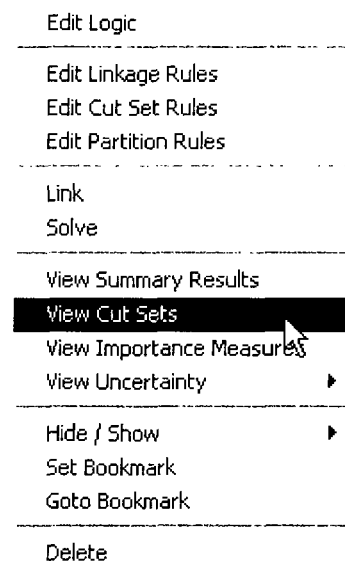 Edit Logic
Edit Linkage Rules
Edit Cut Set Rules
Edit Partition Rules
Link
Solve
View Summary Results
View Cut Sets
View Importance Measures
View Uncertainty
Hide / Show
Set Bookmark
Goto Bookmark
Delete